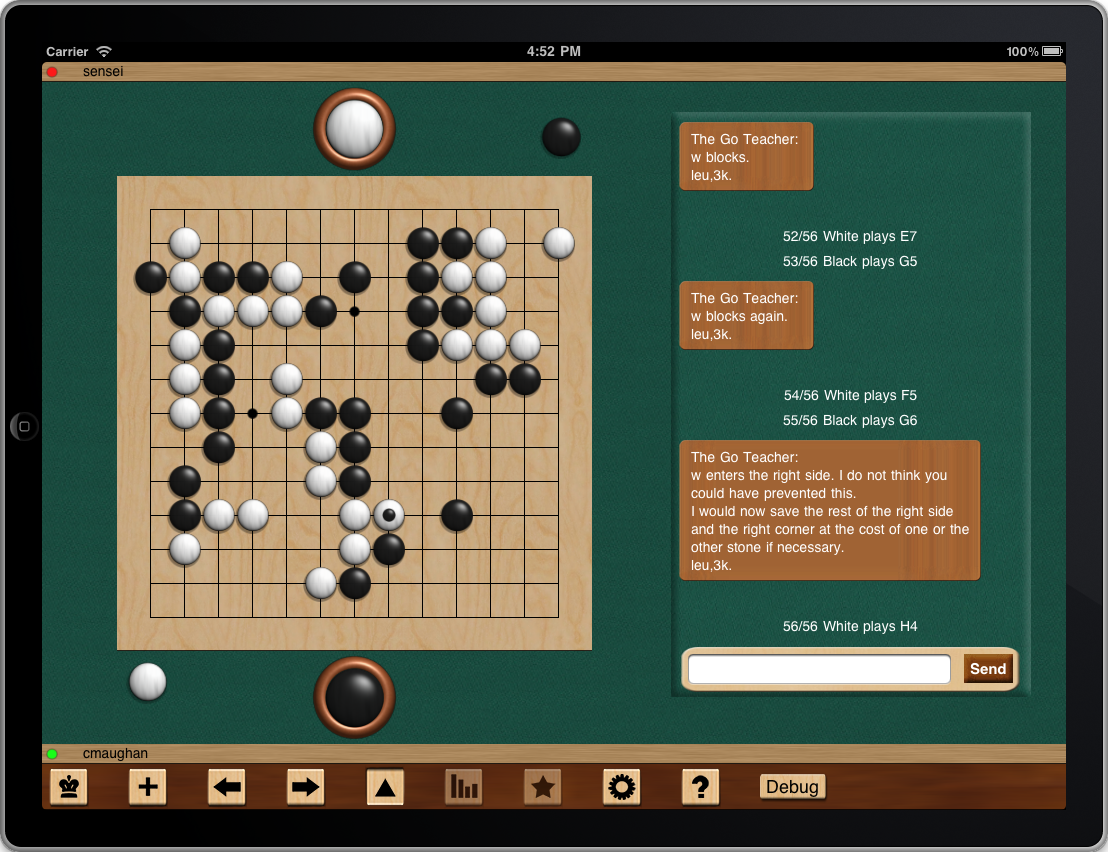 Carrier
4:52 PM
100%
sensei
The Go Teacher:
w blocks.
leu,3k.
52/56 White plays E7
53/56 Black plays G5
The Go Teacher:
w blocks again.
leu,3k.
54/56 White plays F5
55/56 Black plays G6
The Go Teacher:
w enters the right side. I do not think you
could have prevented this.
I would now save the rest of the right side
and the right corner at the cost of one or the
other stone if necessary.
leu,3k.
56/56 White plays H4
Send
cmaughan
?
Debug